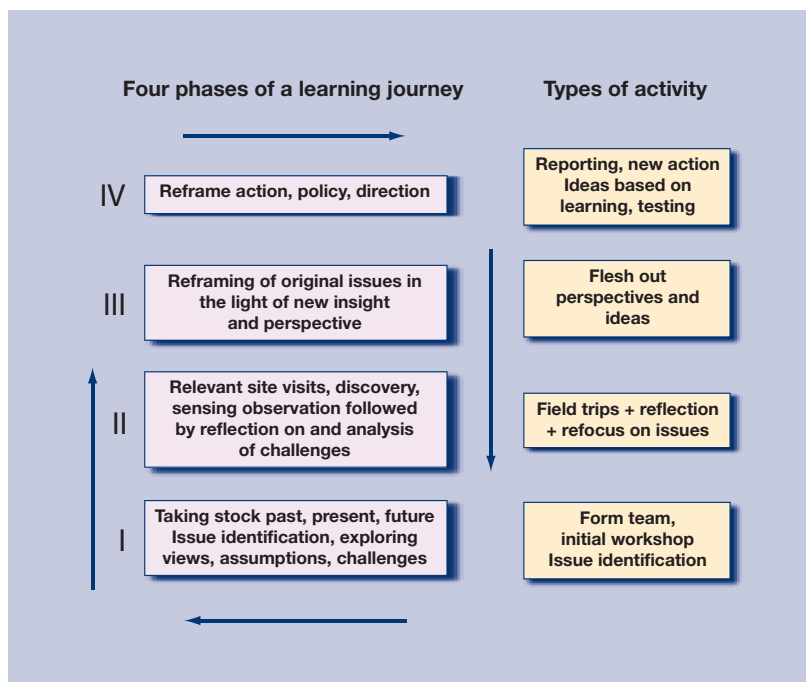 Four phases of a learning journey
Types of activity
IV
Reframe action, policy, direction
Reporting, new action
Ideas based on
learning, testing
III
Reframing of original issues in
the light of new insight
and perspective
Flesh out
perspectives and
ideas
II
Relevant site visits, discovery,
sensing observation followed
by reflection on and analysis
of challenges
Field trips + reflection
+ refocus on issues
I
Taking stock past, present, future
Issue identification, exploring
views, assumptions, challenges
Form team,
initial workshop
Issue identification